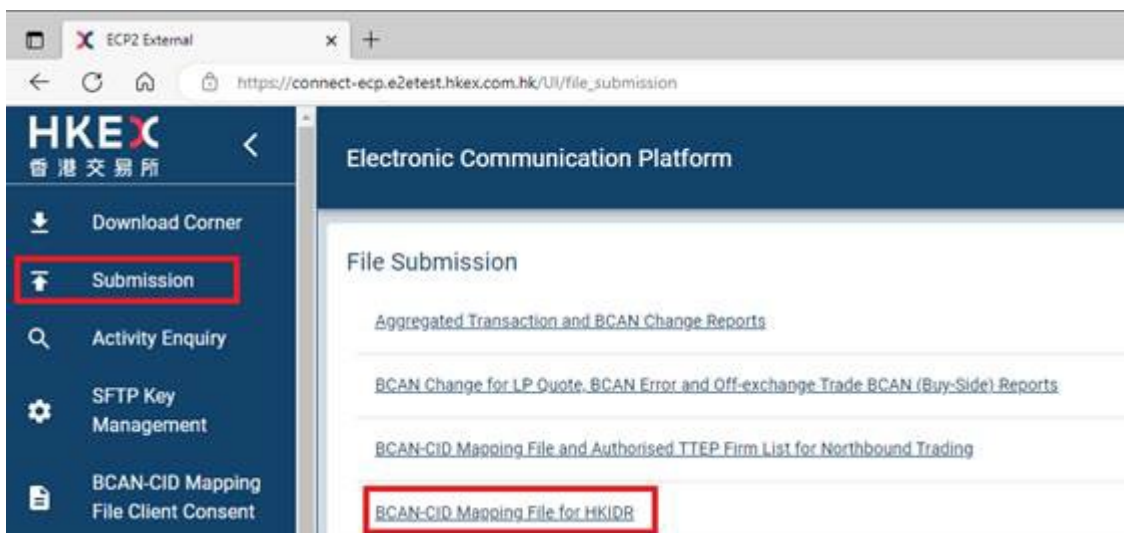 ECP2 External
https://connect-ecp.e2etest.hkex.com.hk/UI/file_submission
HKEX
香港交易所
Electronic Communication Platform
Download Corner
Submission
Activity Enquiry
SFTP Key
Management
BCAN-CID Mapping
File Client Consent
File Submission
Aggregated Transaction and BCAN Change Reports
BCAN Change for LP Quote, BCAN Error and Off-exchange Trade BCAN (Buy-Side) Reports
BCAN-CID Mapping File and Authorised TTEP Firm List for Northbound Trading
BCAN-CID Mapping File for HKIDR